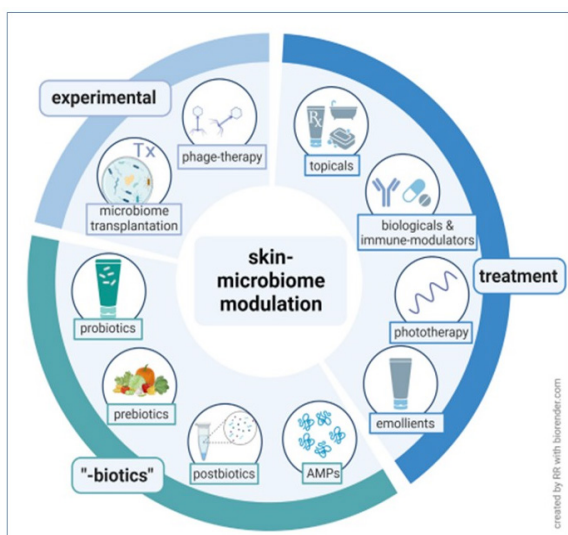 experimental
phage-therapy
Tx
microbiome
transplantation
Rx
topicals
biologicals &
immune-modulators
treatment
phototherapy
emollients
skin-
microbiome
modulation
probiotics
prebiotics
postbiotics
AMPs
"-biotics"
created by RR with biorender.com